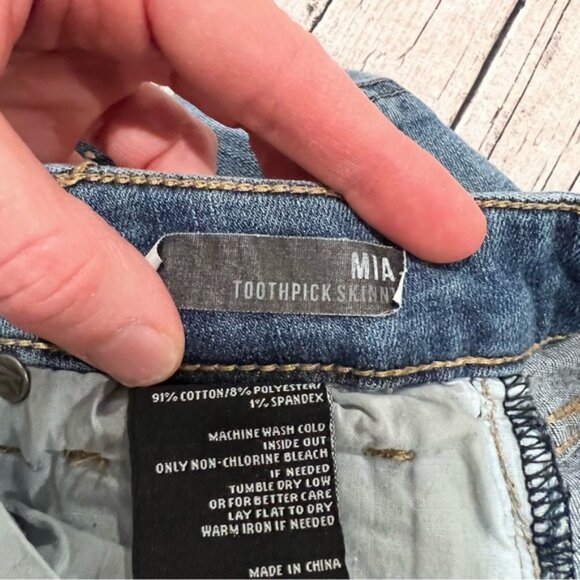 MIA
TOOTHPICK SKINNY
91% COTTON/8% POLYESTER/
1% SPANDEX
MACHINE WASH COLD
INSIDE OUT
ONLY NON-CHLORINE BLEACH
IF NEEDED
TUMBLE DRY LOW
OR FOR BETTER CARE
LAY FLAT TO DRY
WARM IRON IF NEEDED
MADE IN CHINA